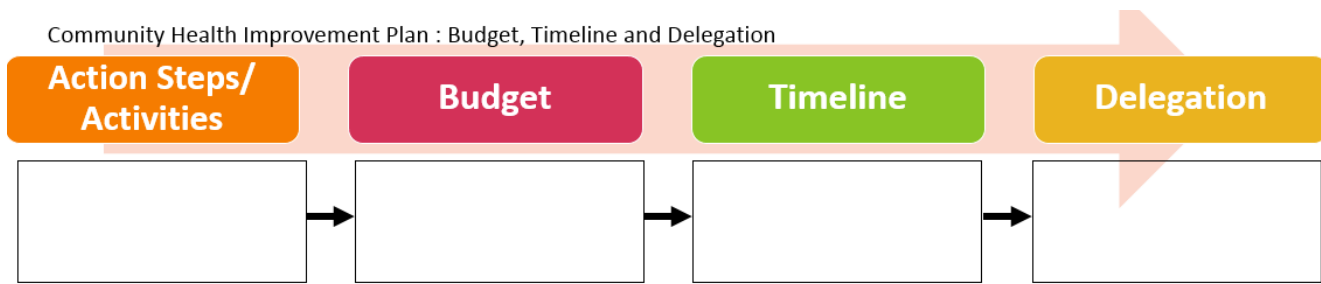 Community Health Improvement Plan : Budget, Timeline and Delegation
Action Steps/
Activities
Budget
Timeline
Delegation